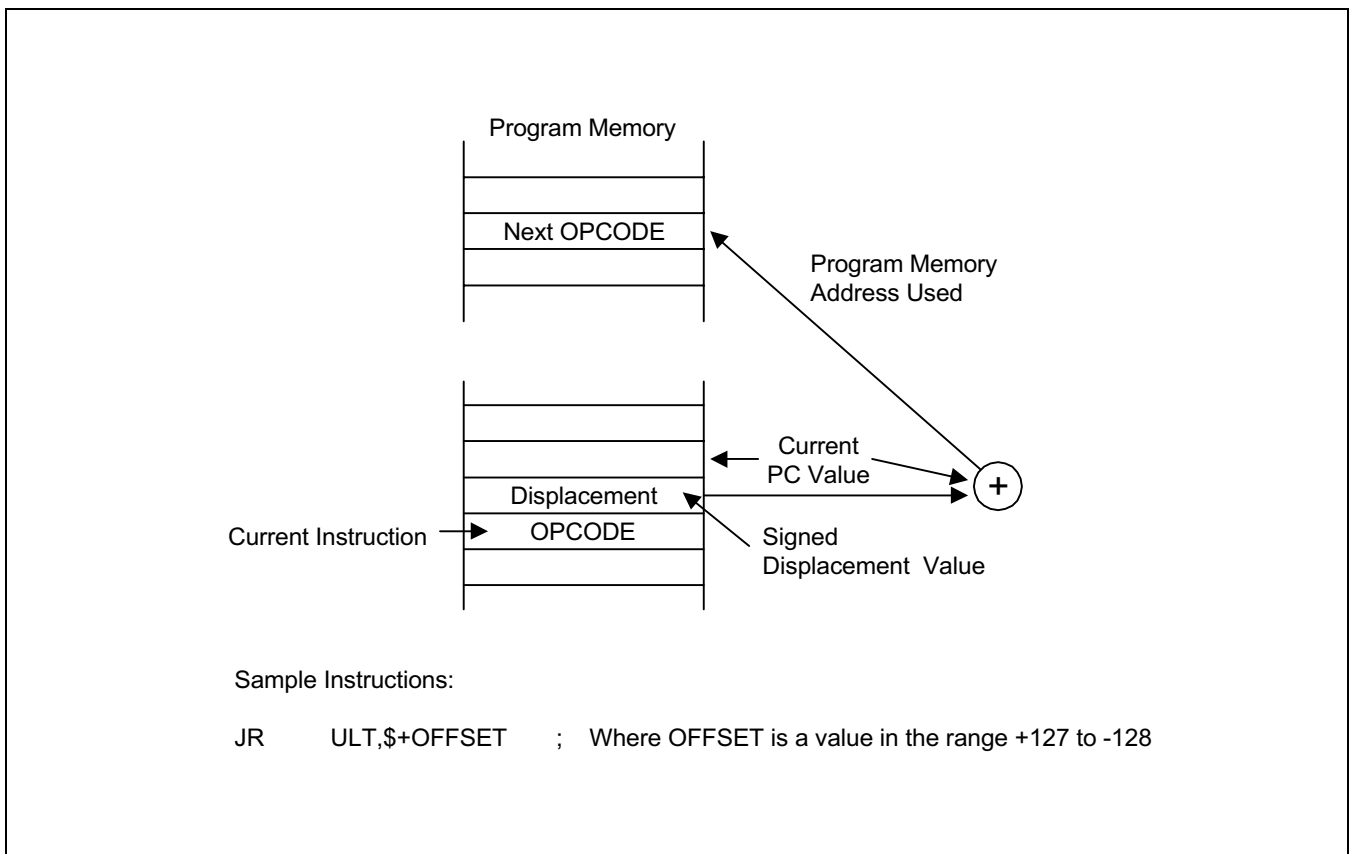 Program Memory
Next OPCODE
Program Memory
Address Used
Current
PC Value
+
Displacement
Current Instruction
OPCODE
Signed
Displacement Value
Sample Instructions:
JR ULT,$+OFFSET ; Where OFFSET is a value in the range +127 to -128